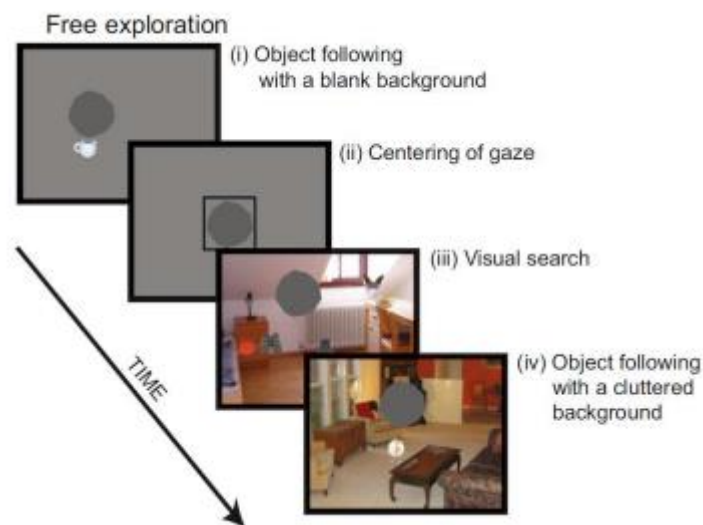 Free exploration
(i) Object following
with a blank background
(ii) Centering of gaze
(iii) Visual search
(iv) Object following
with a cluttered
background
TIME